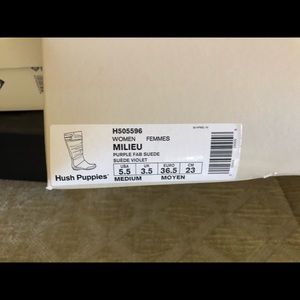 H505596
WOMEN FEMMES
MILIEU
PURPLE FAB SUEDE
SUEDE VIOLET
Hush Puppies
USA UK EURO CM
5.5 3.5 36.5 23
MEDIUM MOYEN